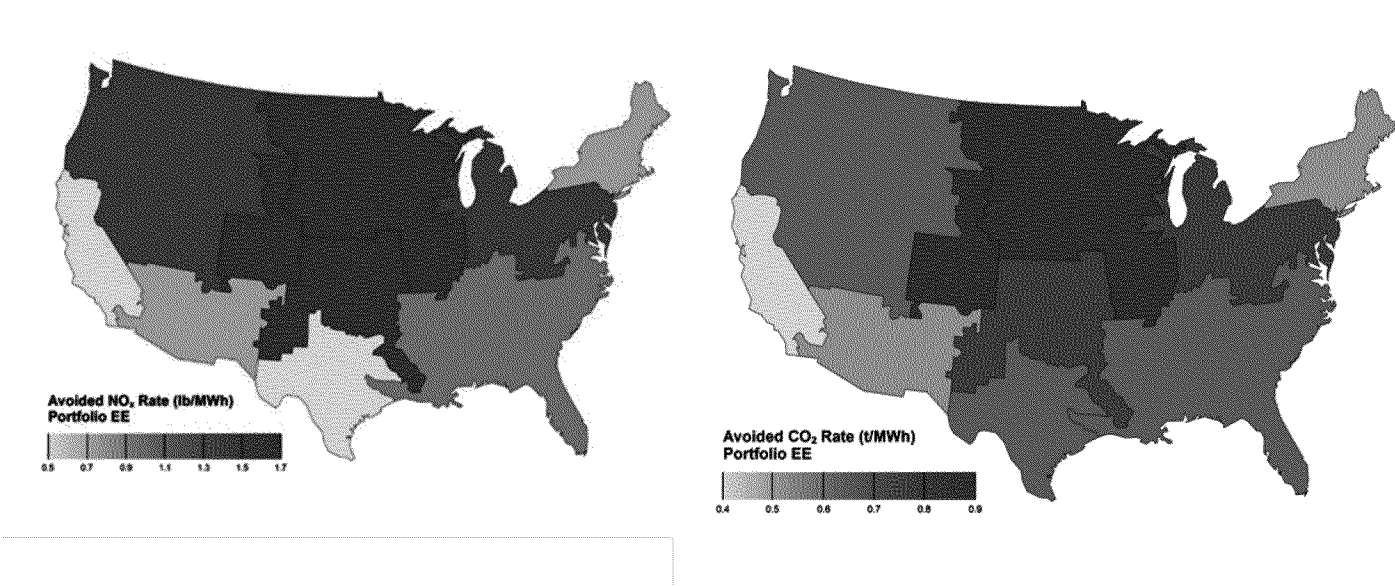 Avoided NOₓ Rate (lb/MWh)
Portfolio EE
0.5 0.7 0.9 1.1 1.3 1.5 1.7
Avoided CO₂ Rate (t/MWh)
Portfolio EE
0.4 0.5 0.6 0.7 0.8 0.9